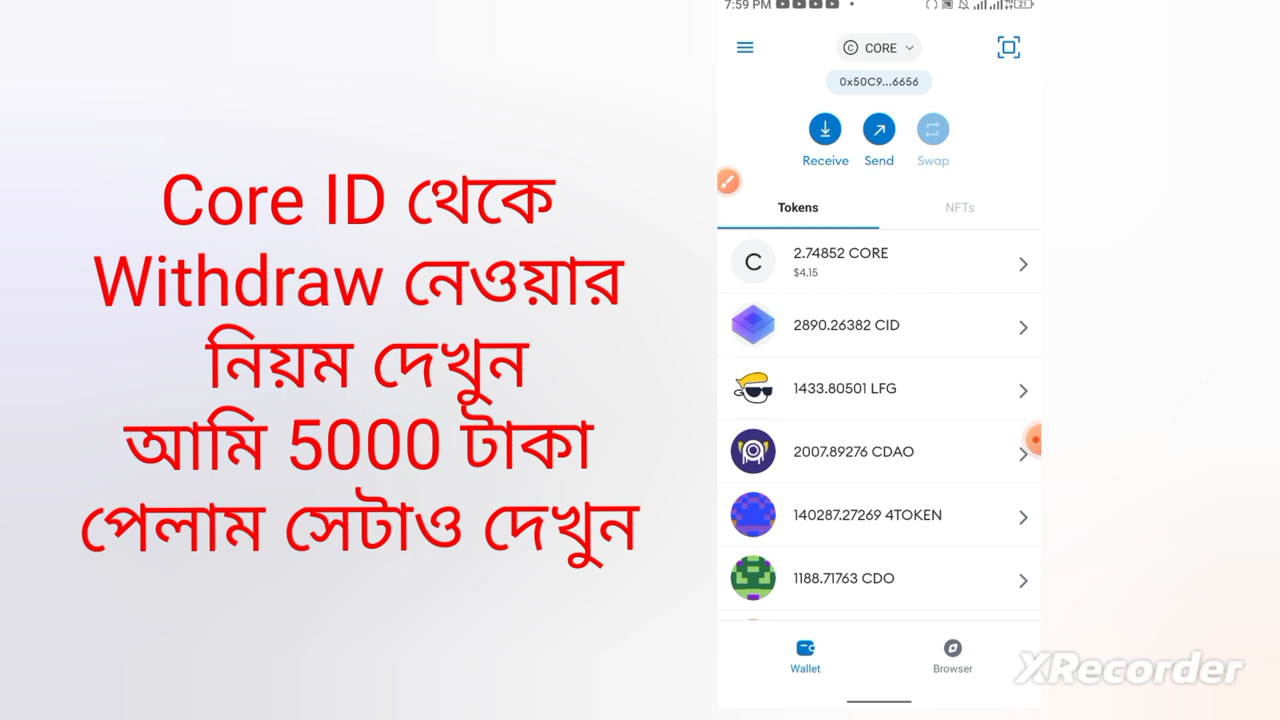 Core ID থেকে
Withdraw নেওয়ার
নিয়ম দেখুন
আমি 5000 টাকা
পেলাম সেটাও দেখুন
7:59 PM
21
CORE
0x50C9...6656
Receive Send Swap
Tokens NFTs
C
2.74852 CORE
$4.15
2890.26382 CID
1433.80501 LFG
2007.89276 CDAO
140287.27269 4TOKEN
1188.71763 CDO
Wallet Browser
XRecorder